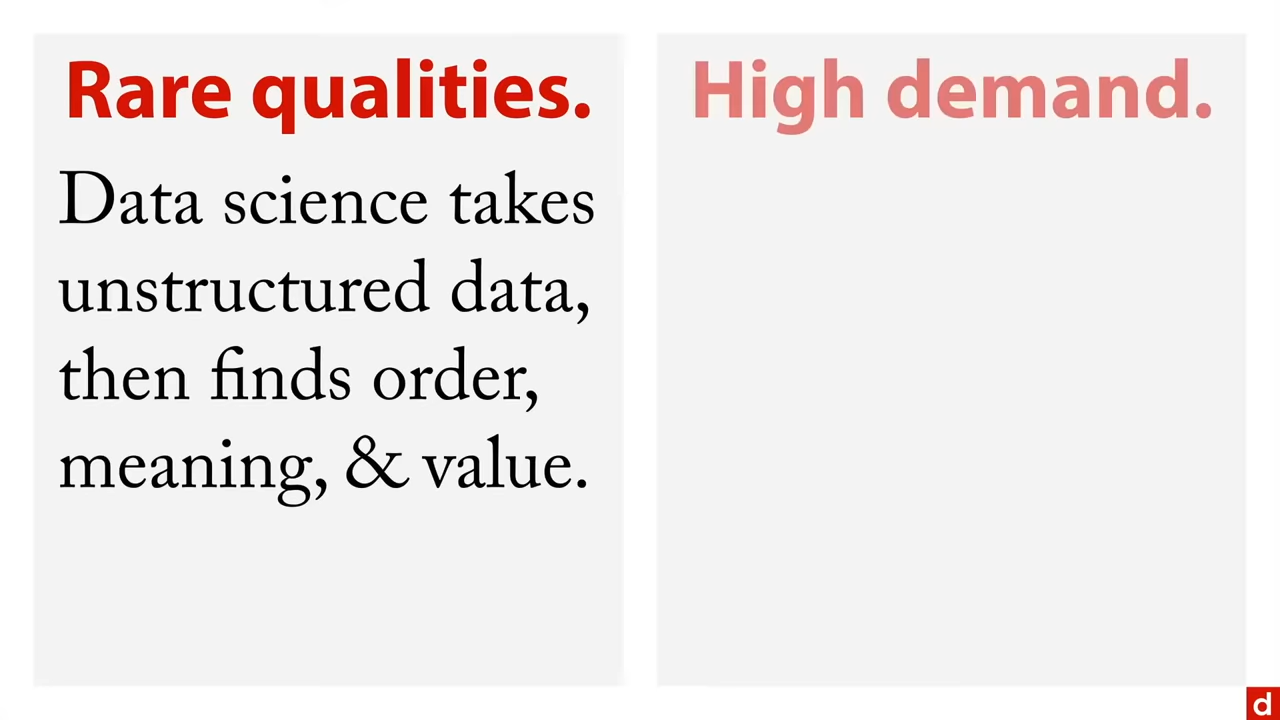 Rare qualities.
Data science takes
unstructured data,
then finds order,
meaning, & value.
High demand.
d